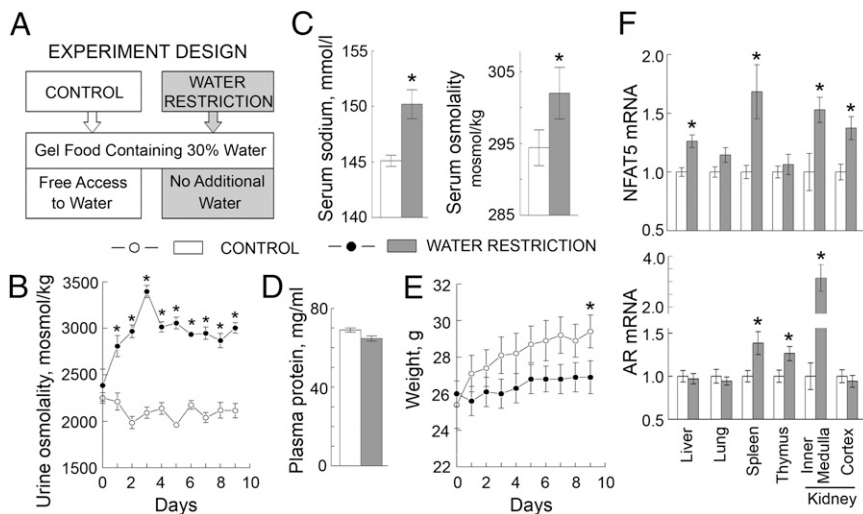 A
EXPERIMENT DESIGN
CONTROL
WATER
RESTRICTION
Gel Food Containing 30% Water
Free Access
to Water
No Additional
Water
C
Serum sodium, mmol/l
155
150
145
140
*
Serum osmolality
mosmol/kg
305
295
285
*
CONTROL
WATER RESTRICTION
B
Urine osmolality, mosmol/kg
3500
3000
2500
2000
1500
* * * * * * * * *
0 2 4 6 8 10
Days
D
Plasma protein, mg/ml
80
60
40
20
0
E
Weight, g
32
30
28
26
24
22
*
0 2 4 6 8 10
Days
F
NFAT5 mRNA
2.0
1.5
1.0
0.5
* * * *
AR mRNA
4.0
2.0
1.5
1.0
0.5
* * *
Liver
Lung
Spleen
Thymus
Inner
Medulla
Cortex
Kidney